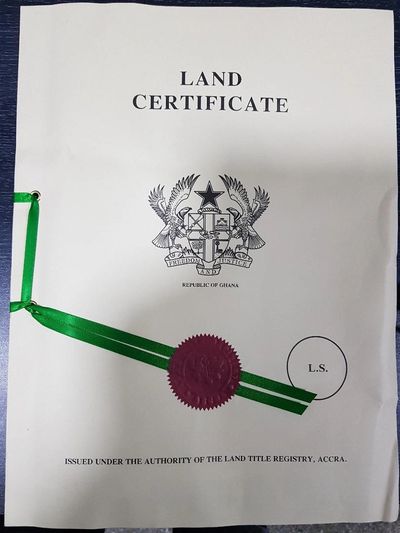 LAND
CERTIFICATE
FREEDOM AND JUSTICE
REPUBLIC OF GHANA
L.S.
ISSUED UNDER THE AUTHORITY OF THE LAND TITLE REGISTRY, ACCRA.